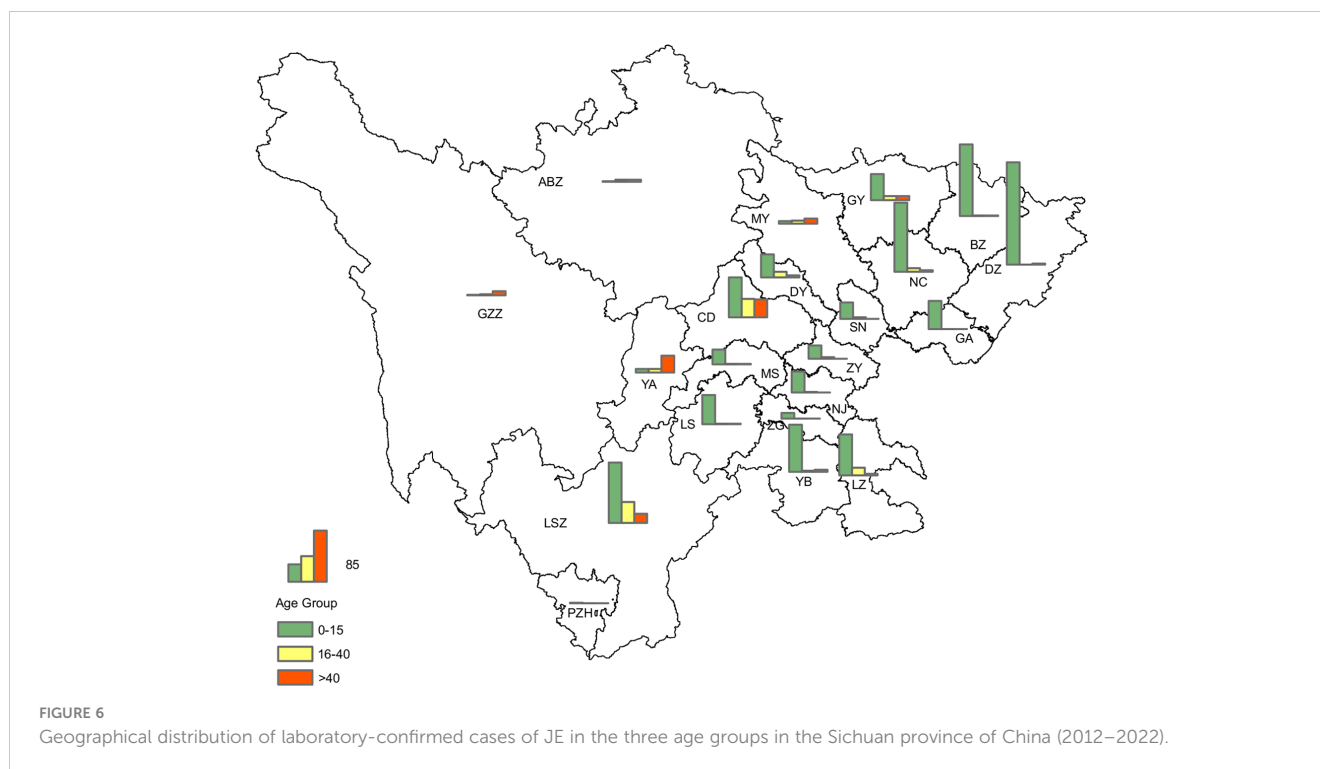 ABZ
GY
MY
BZ
DZ
NC
DY
GZZ
CD
SN
GA
MS
ZY
YA
NJ
LS
ZG
YB
LZ
LSZ
85
Age Group
PZH
0-15
16-40
>40
FIGURE 6
Geographical distribution of laboratory-confirmed cases of JE in the three age groups in the Sichuan province of China (2012–2022).